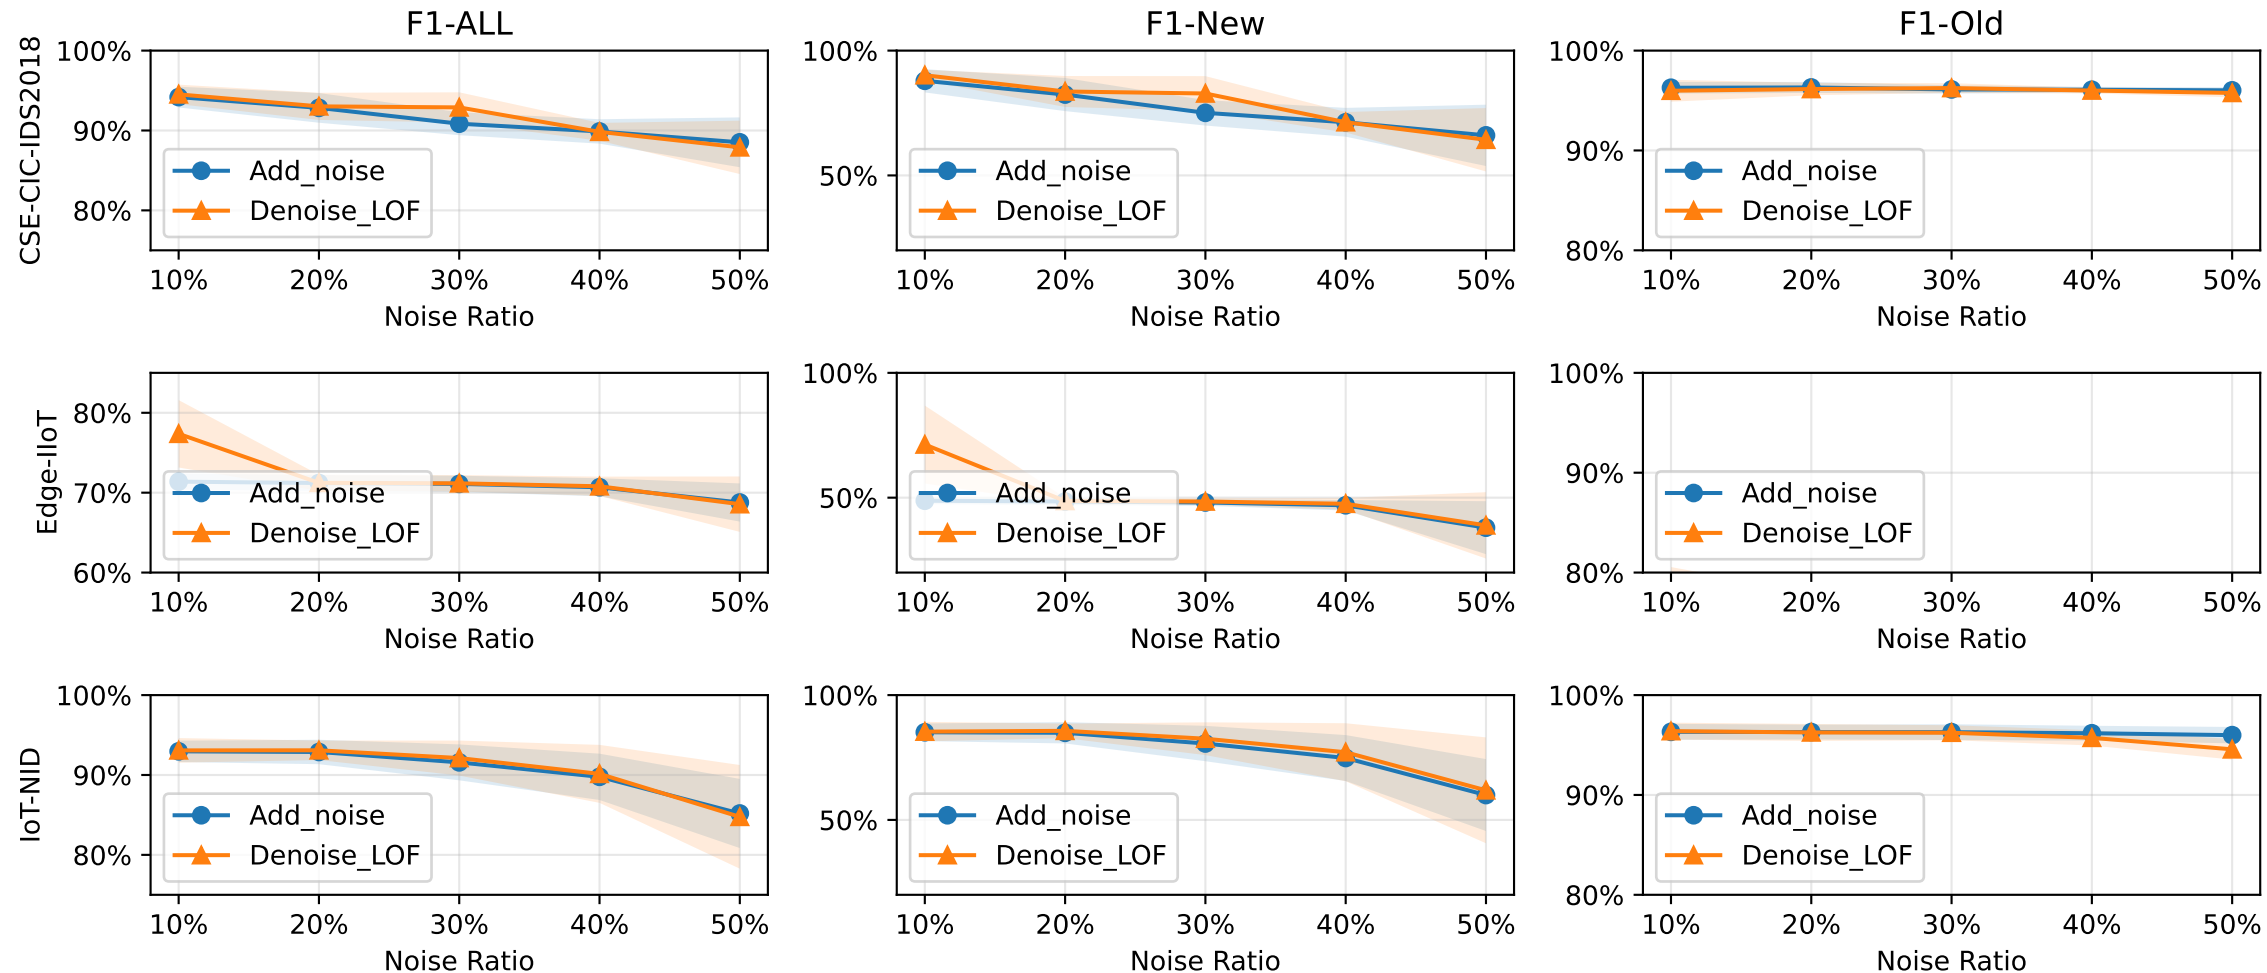 F1-ALL
F1-New
F1-Old
CSE-CIC-IDS2018
100%
90%
80%
Add_noise
Denoise_LOF
10% 20% 30% 40% 50%
Noise Ratio
100%
50%
Add_noise
Denoise_LOF
10% 20% 30% 40% 50%
Noise Ratio
100%
90%
80%
Add_noise
Denoise_LOF
10% 20% 30% 40% 50%
Noise Ratio
Edge-IIoT
80%
70%
60%
Add_noise
Denoise_LOF
10% 20% 30% 40% 50%
Noise Ratio
100%
50%
Add_noise
Denoise_LOF
10% 20% 30% 40% 50%
Noise Ratio
100%
90%
80%
Add_noise
Denoise_LOF
10% 20% 30% 40% 50%
Noise Ratio
IoT-NID
100%
90%
80%
Add_noise
Denoise_LOF
10% 20% 30% 40% 50%
Noise Ratio
100%
50%
Add_noise
Denoise_LOF
10% 20% 30% 40% 50%
Noise Ratio
100%
90%
80%
Add_noise
Denoise_LOF
10% 20% 30% 40% 50%
Noise Ratio